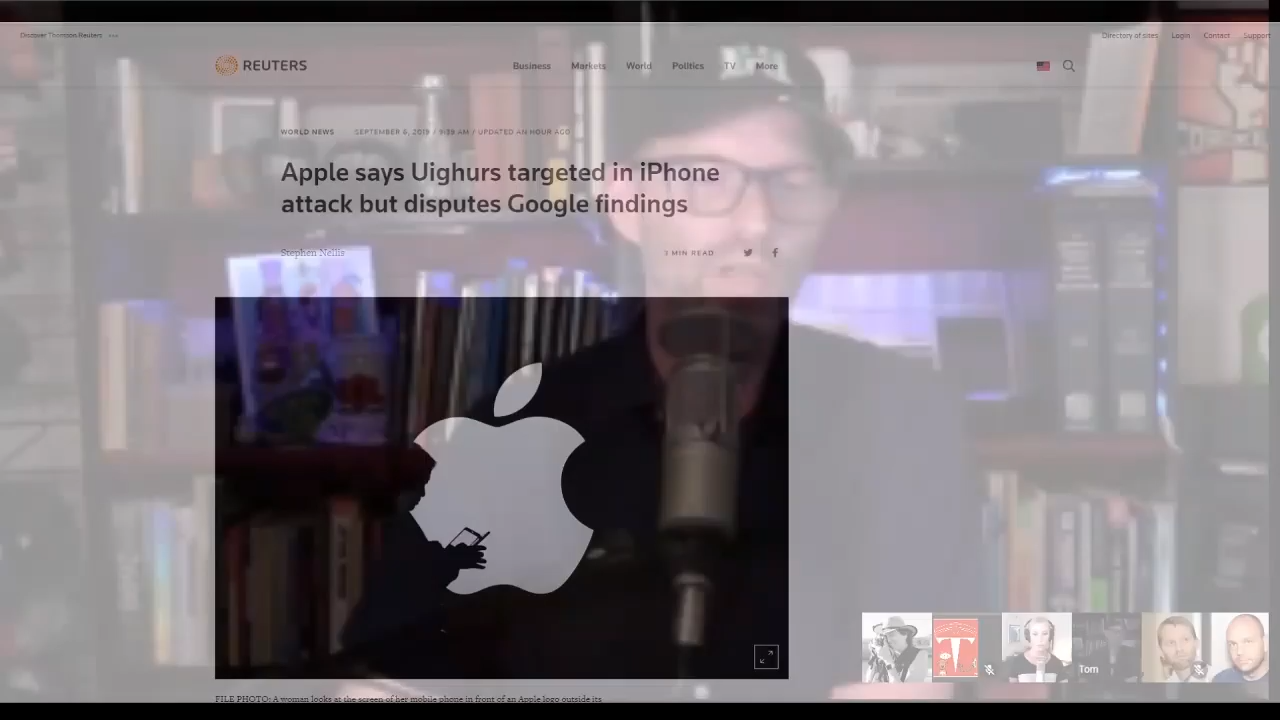 Discover Thomson Reuters
Directory of sites Login Contact Support
REUTERS
Business Markets World Politics TV More
WORLD NEWS SEPTEMBER 6, 2019 / 9:39 AM / UPDATED AN HOUR AGO
Apple says Uighurs targeted in iPhone
attack but disputes Google findings
Stephen Nellis
3 MIN READ
Tom
FILE PHOTO: A woman looks at the screen of her mobile phone in front of an Apple logo outside its